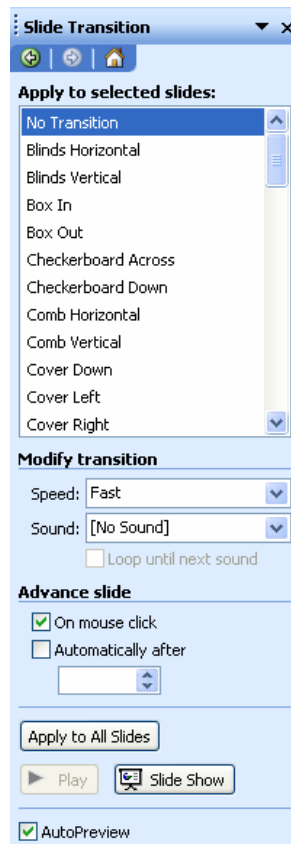 Slide Transition
Apply to selected slides:
No Transition
Blinds Horizontal
Blinds Vertical
Box In
Box Out
Checkerboard Across
Checkerboard Down
Comb Horizontal
Comb Vertical
Cover Down
Cover Left
Cover Right
Modify transition
Speed: Fast
Sound: [No Sound]
Loop until next sound
Advance slide
On mouse click
Automatically after
Apply to All Slides
Play Slide Show
AutoPreview